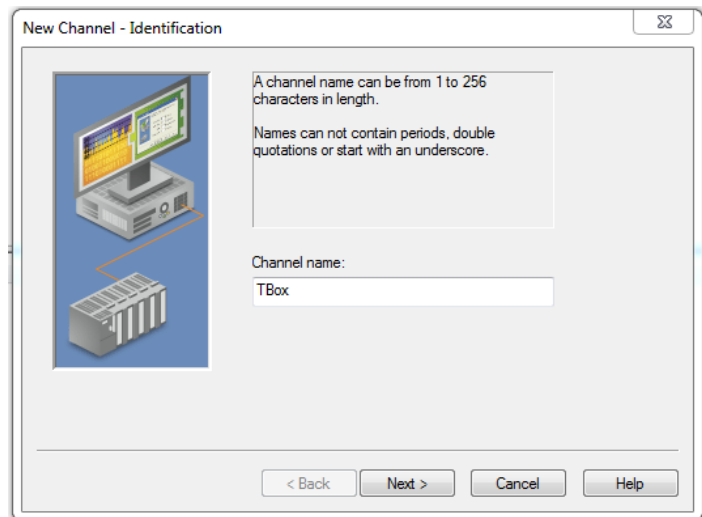 New Channel - Identification
A channel name can be from 1 to 256
characters in length.
Names can not contain periods, double
quotations or start with an underscore.
Channel name:
TBox
< Back
Next >
Cancel
Help